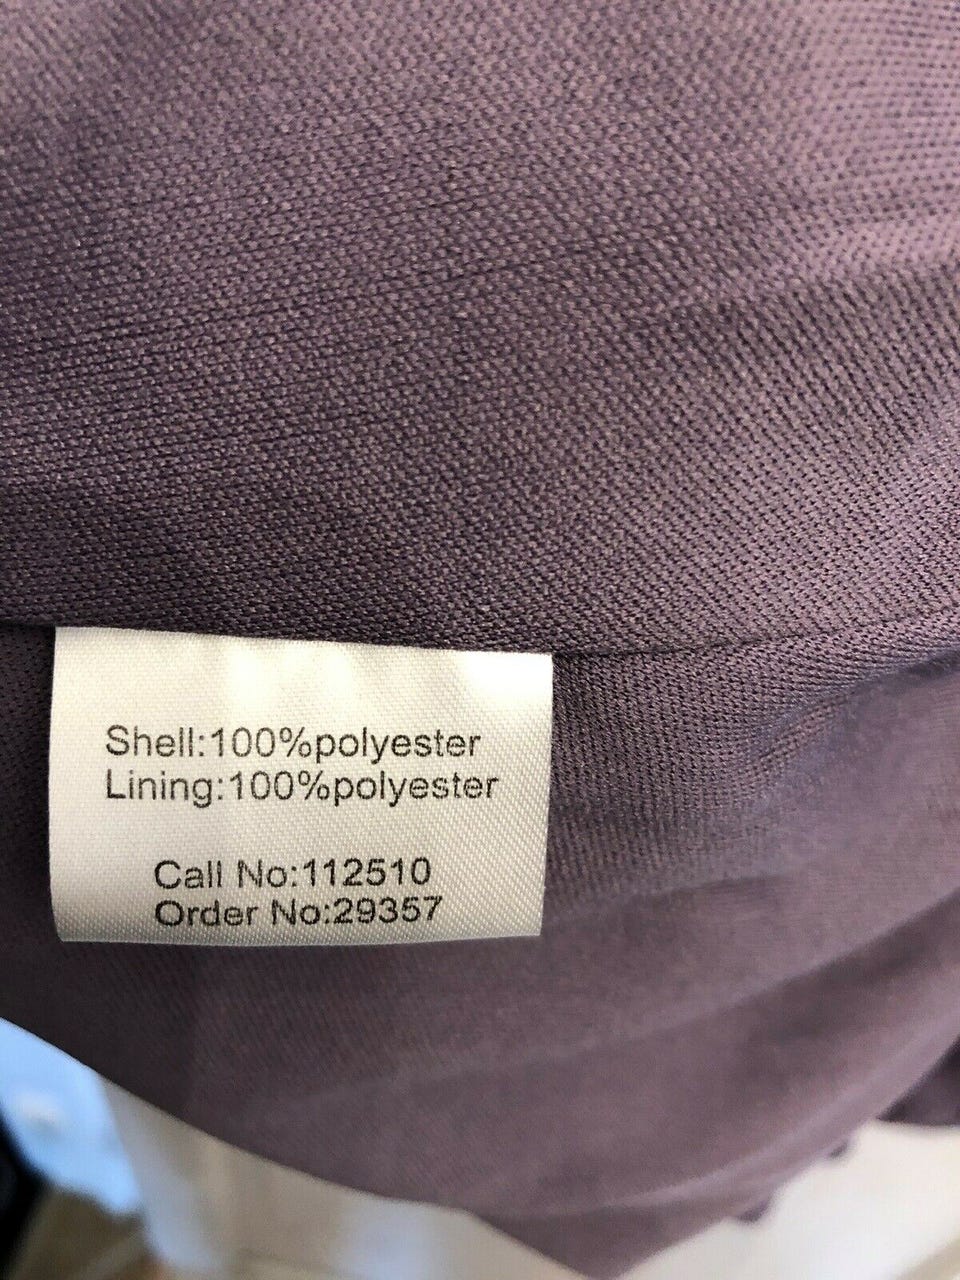 Shell:100%polyester
Lining:100%polyester
Call No:112510
Order No:29357